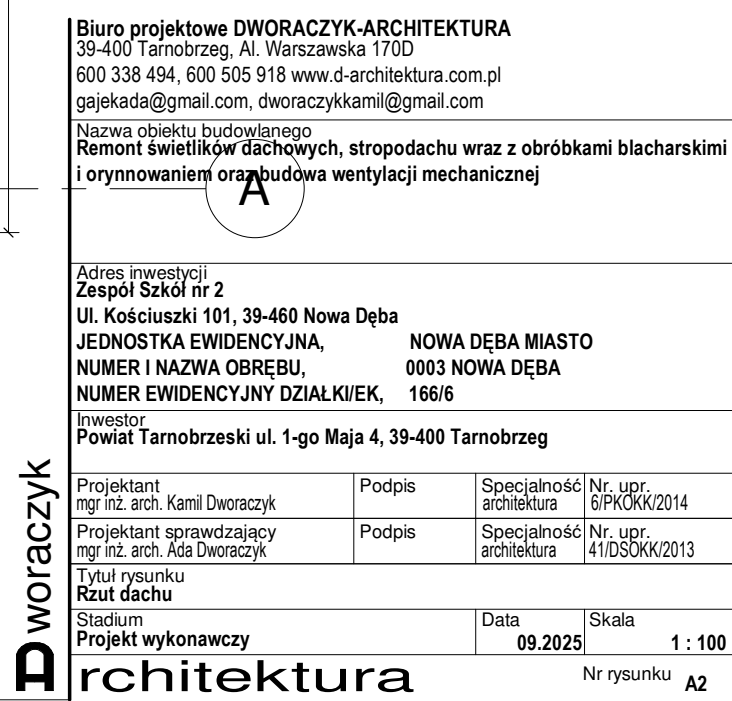 Biuro projektowe DWORACZYK-ARCHITEKTURA
39-400 Tarnobrzeg, Al. Warszawska 170D
600 338 494, 600 505 918 www.d-architektura.com.pl
gajekada@gmail.com, dworaczykkamil@gmail.com
Nazwa obiektu budowlanego
Remont świetlików dachowych, stropodachu wraz z obróbkami blacharskimi
i orynnowaniem oraz budowa wentylacji mechanicznej
A
Adres inwestycji
Zespół Szkół nr 2
Ul. Kościuszki 101, 39-460 Nowa Dęba
JEDNOSTKA EWIDENCYJNA, NOWA DĘBA MIASTO
NUMER I NAZWA OBRĘBU, 0003 NOWA DĘBA
NUMER EWIDENCYJNY DZIAŁKI/EK, 166/6
Inwestor
Powiat Tarnobrzeski ul. 1-go Maja 4, 39-400 Tarnobrzeg
Projektant Podpis Specjalność Nr. upr.
mgr inż. arch. Kamil Dworaczyk architektura 6/PKOKK/2014
Projektant sprawdzający Podpis Specjalność Nr. upr.
mgr inż. arch. Ada Dworaczyk architektura 41/DSOKK/2013
Tytuł rysunku
Rzut dachu
Stadium Data Skala
Projekt wykonawczy 09.2025 1 : 100
Dworaczyk
Architektura
Nr rysunku A2